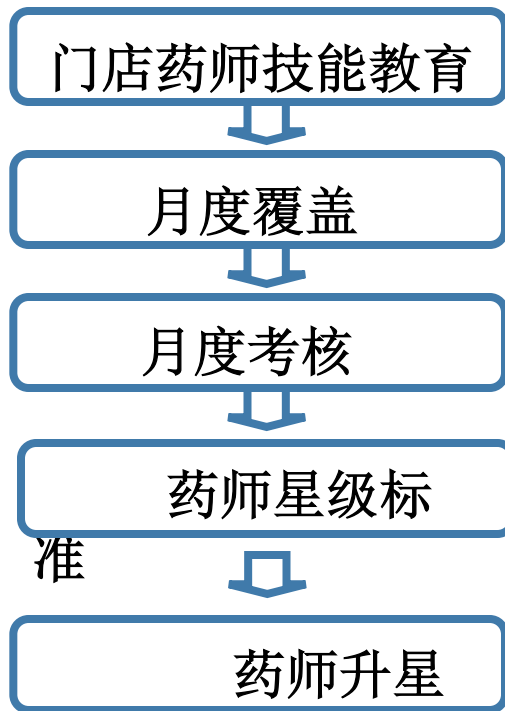 门店药师技能教育
月度覆盖
月度考核
药师星级标
准
药师升星